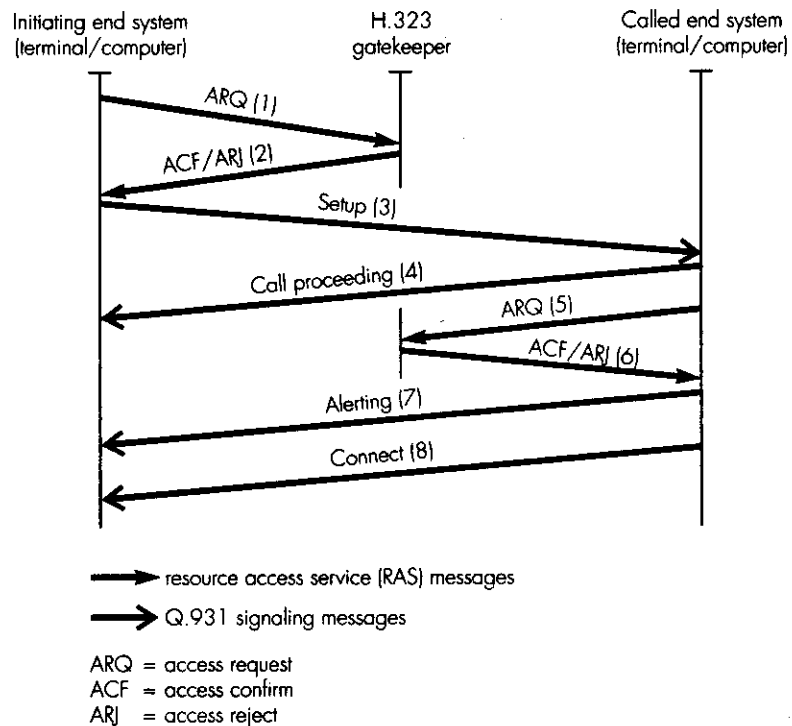 Initiating end system
(terminal/computer)
H.323
gatekeeper
Called end system
(terminal/computer)
ARQ (1)
ACF/ARJ (2)
Setup (3)
Call proceeding (4)
ARQ (5)
ACF/ARJ (6)
Alerting (7)
Connect (8)
resource access service (RAS) messages
Q.931 signaling messages
ARQ = access request
ACF = access confirm
ARJ = access reject